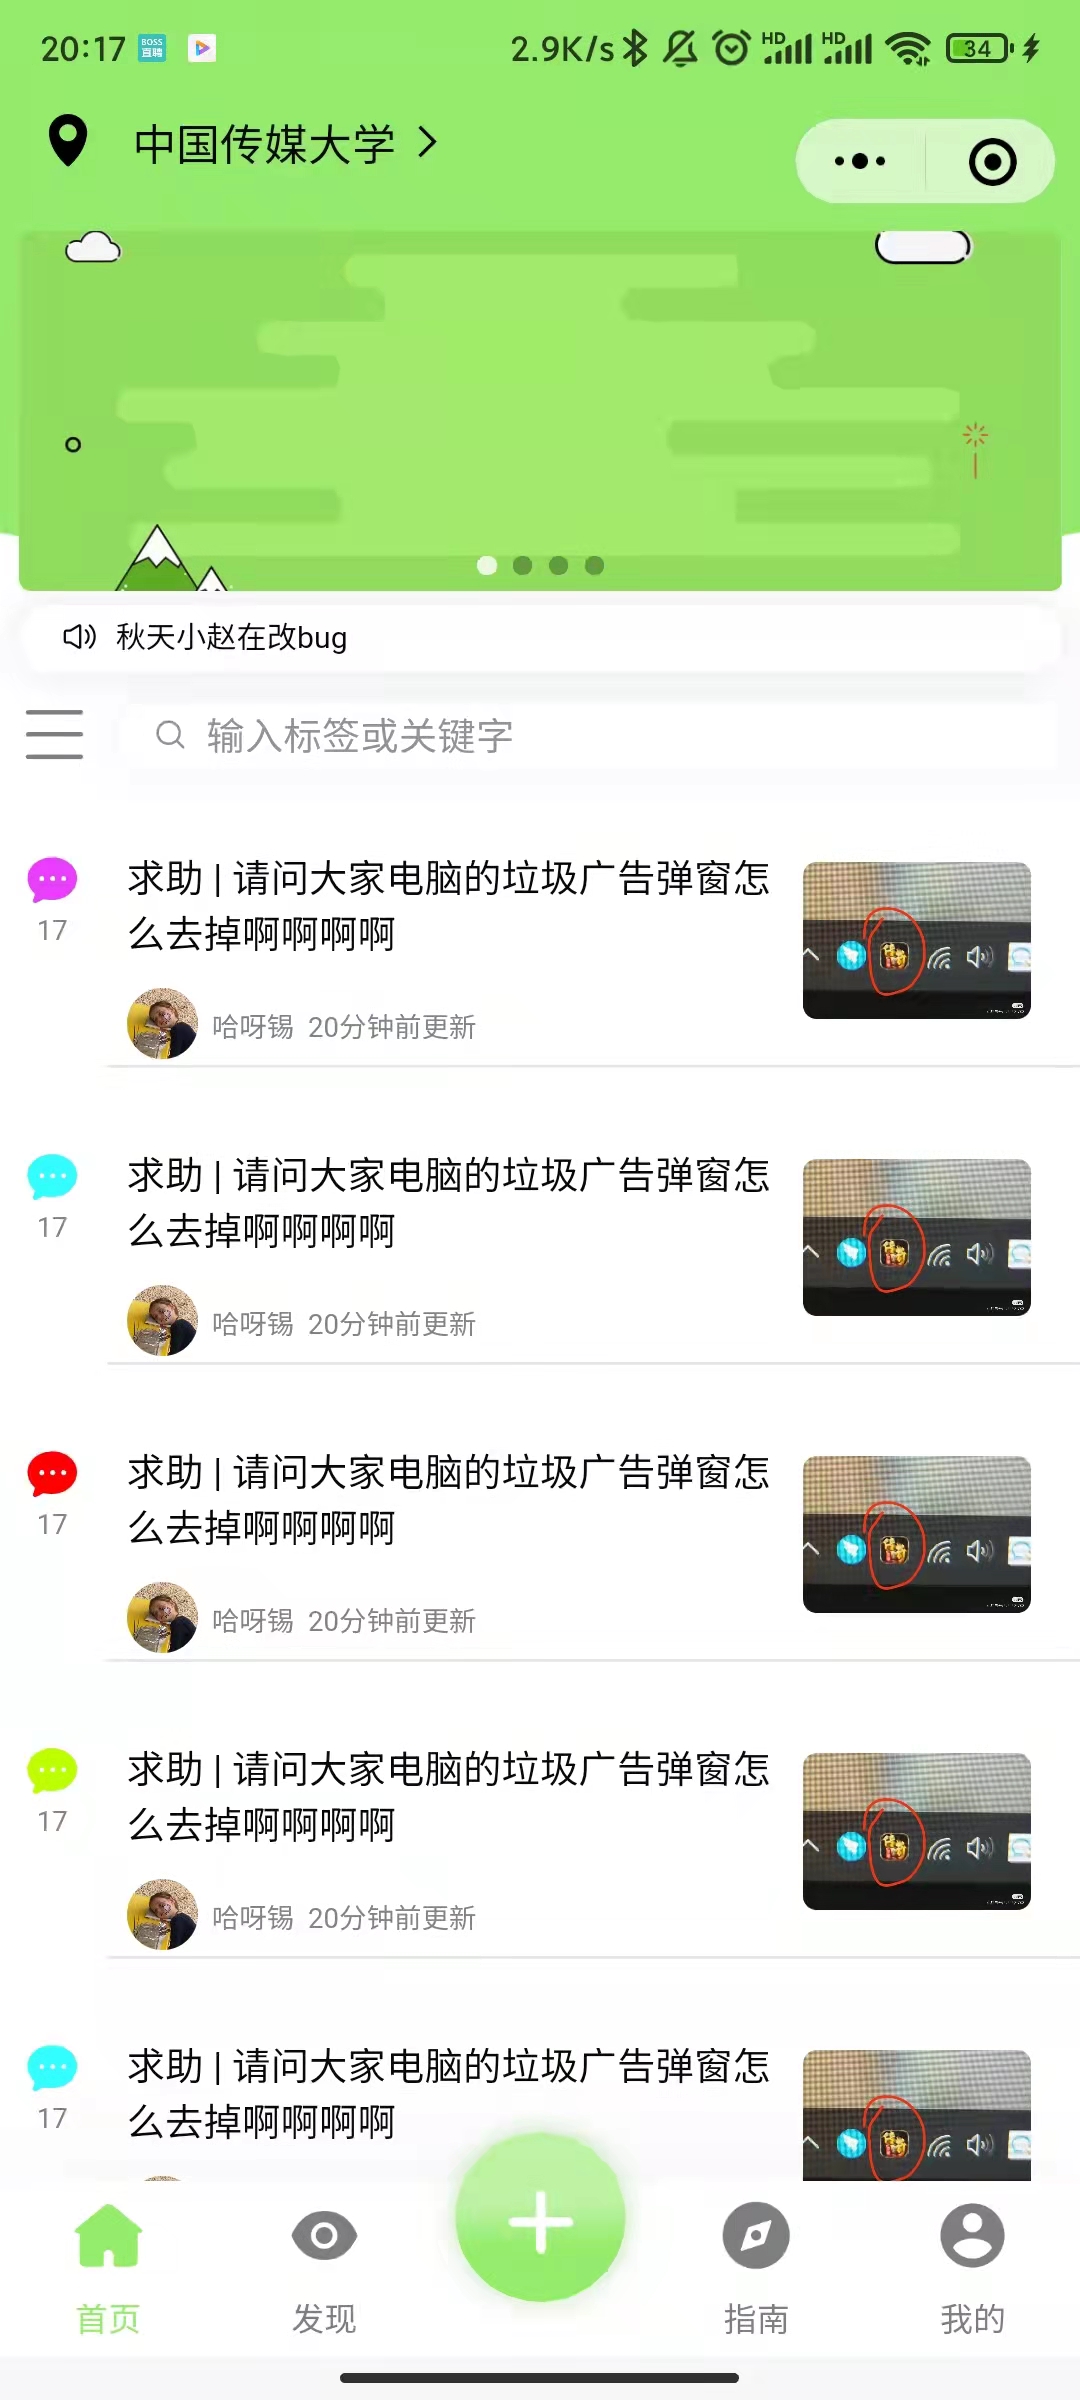 20:17
BOSS
直聘
2.9K/s
HD
HD
34
中国传媒大学
秋天小赵在改bug
输入标签或关键字
求助 | 请问大家电脑的垃圾广告弹窗怎
么去掉啊啊啊啊
17
哈呀锡 20分钟前更新
求助 | 请问大家电脑的垃圾广告弹窗怎
么去掉啊啊啊啊
17
哈呀锡 20分钟前更新
求助 | 请问大家电脑的垃圾广告弹窗怎
么去掉啊啊啊啊
17
哈呀锡 20分钟前更新
求助 | 请问大家电脑的垃圾广告弹窗怎
么去掉啊啊啊啊
17
哈呀锡 20分钟前更新
求助 | 请问大家电脑的垃圾广告弹窗怎
么去掉啊啊啊啊
17
首页
发现
指南
我的